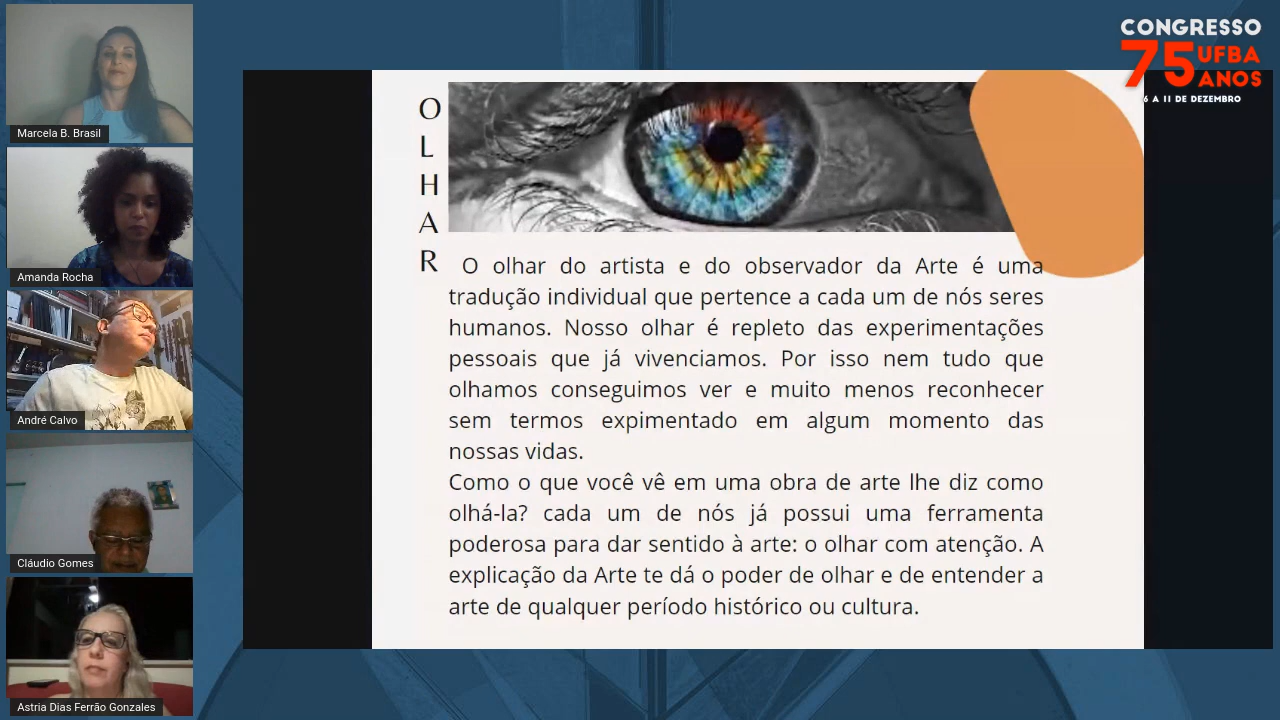 Marcela B. Brasil
Amanda Rocha
André Calvo
Cláudio Gomes
Astria Dias Ferrão Gonzales
CONGRESSO
75 UFBA
ANOS
6 A 11 DE DEZEMBRO
OLHAR
O olhar do artista e do observador da Arte é uma
tradução individual que pertence a cada um de nós seres
humanos. Nosso olhar é repleto das experimentações
pessoais que já vivenciamos. Por isso nem tudo que
olhamos conseguimos ver e muito menos reconhecer
sem termos expimentado em algum momento das
nossas vidas.
Como o que você vê em uma obra de arte lhe diz como
olhá-la? cada um de nós já possui uma ferramenta
poderosa para dar sentido à arte: o olhar com atenção. A
explicação da Arte te dá o poder de olhar e de entender a
arte de qualquer período histórico ou cultura.